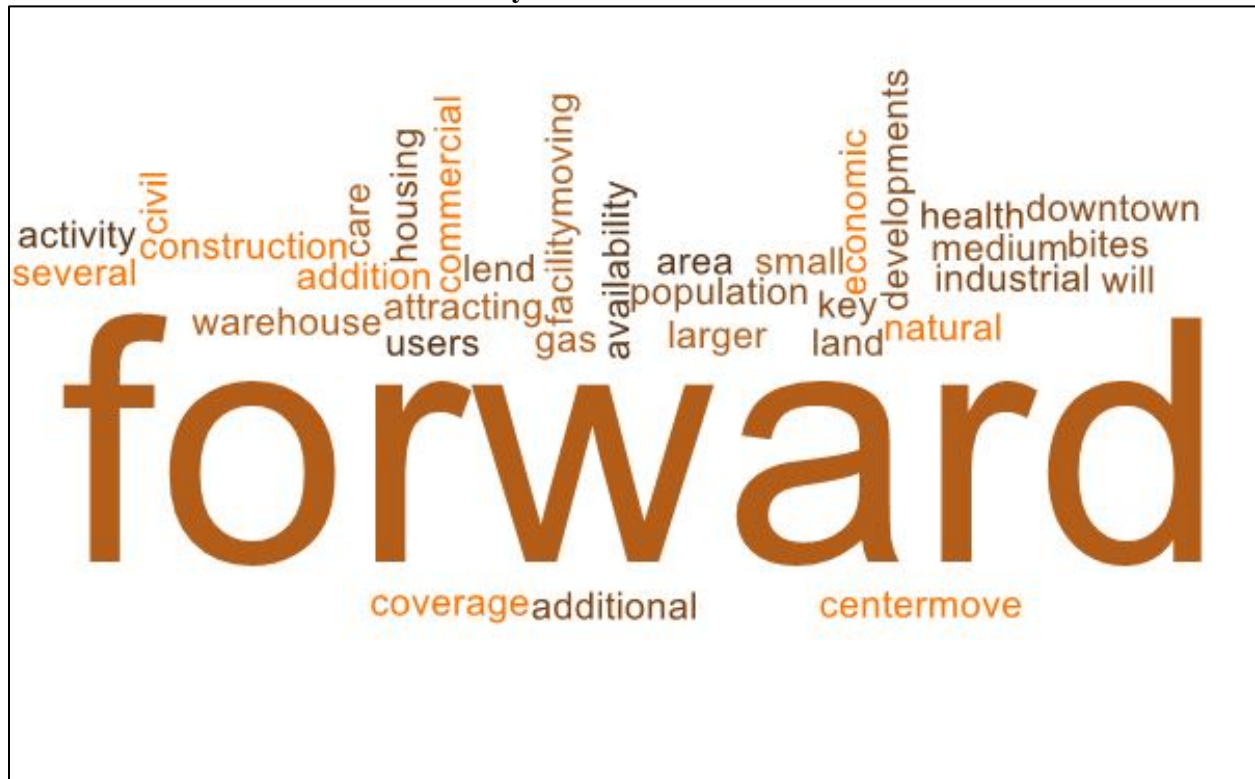 developments
moving
commercial
housing
economic
civil
care
availability
health downtown
activity
construction
medium bites
several
addition
lend
facility
area
small
industrial will
attracting
population
key
warehouse
natural
users
gas
larger
land
forward
coverage additional
center move